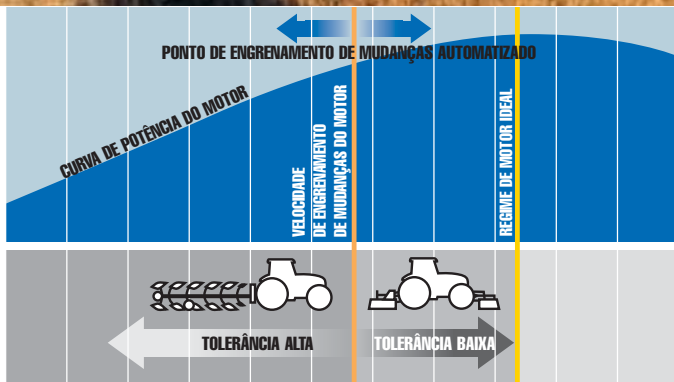 PONTO DE ENGRENAMENTO DE MUDANÇAS AUTOMATIZADO
CURVA DE POTÊNCIA DO MOTOR
VELOCIDADE
DE ENGRENAMENTO
DE MUDANÇAS DO MOTOR
REGIME DE MOTOR IDEAL
TOLERÂNCIA ALTA
TOLERÂNCIA BAIXA